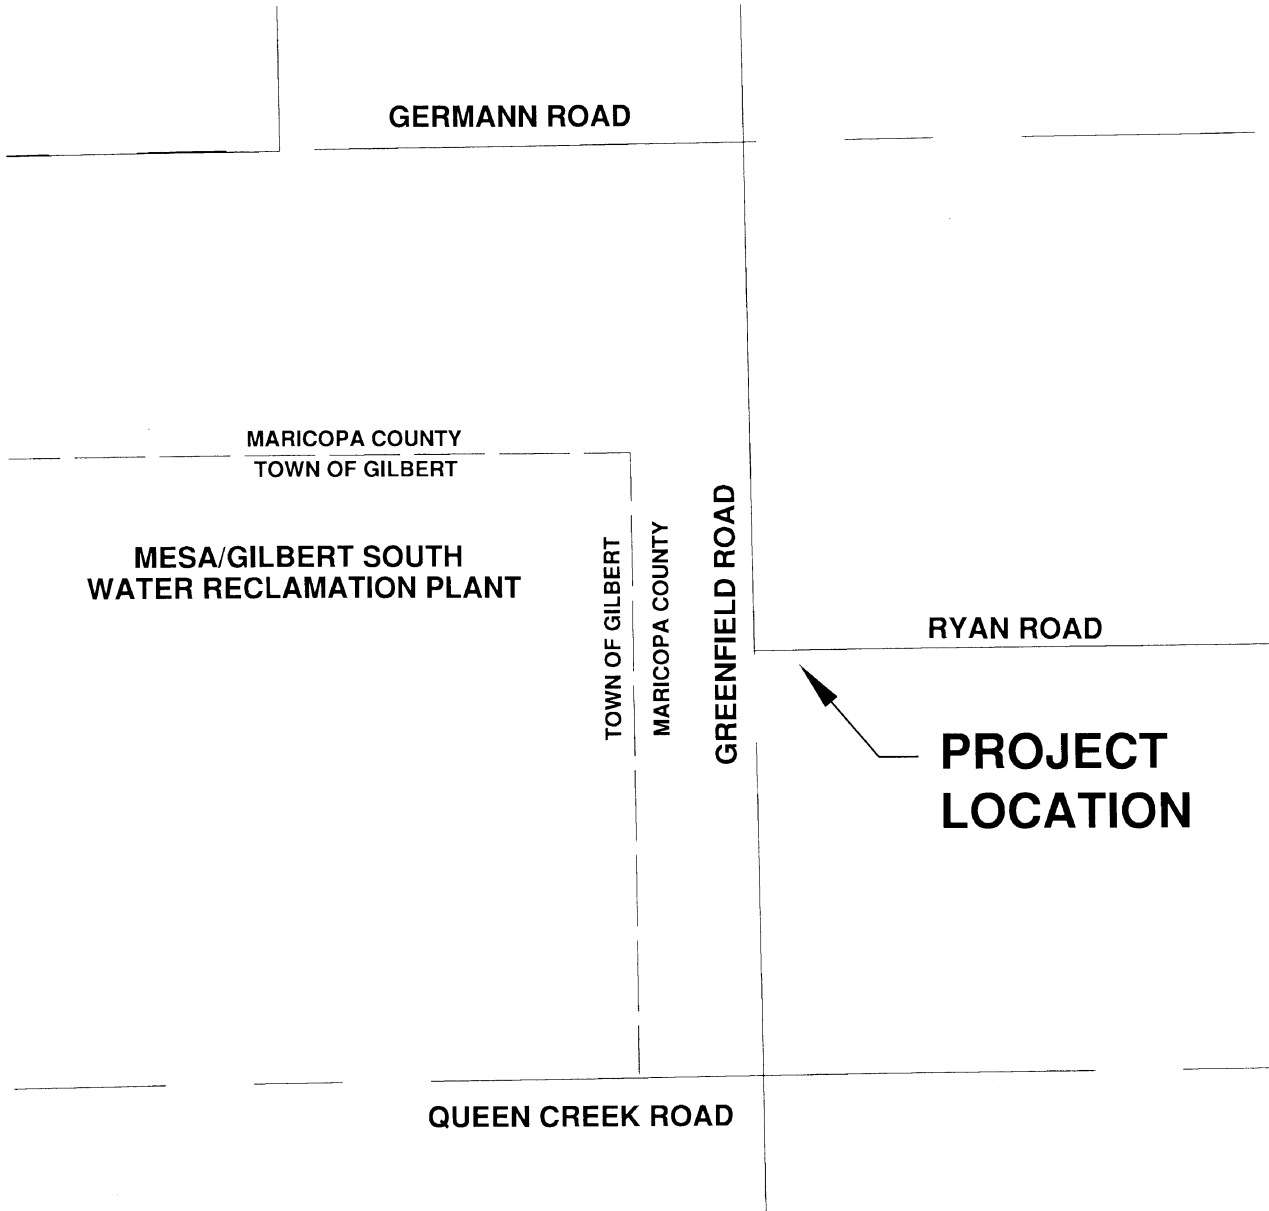 GERMANN ROAD
MARICOPA COUNTY
TOWN OF GILBERT
MESA/GILBERT SOUTH
WATER RECLAMATION PLANT
TOWN OF GILBERT
MARICOPA COUNTY
GREENFIELD ROAD
RYAN ROAD
PROJECT
LOCATION
QUEEN CREEK ROAD